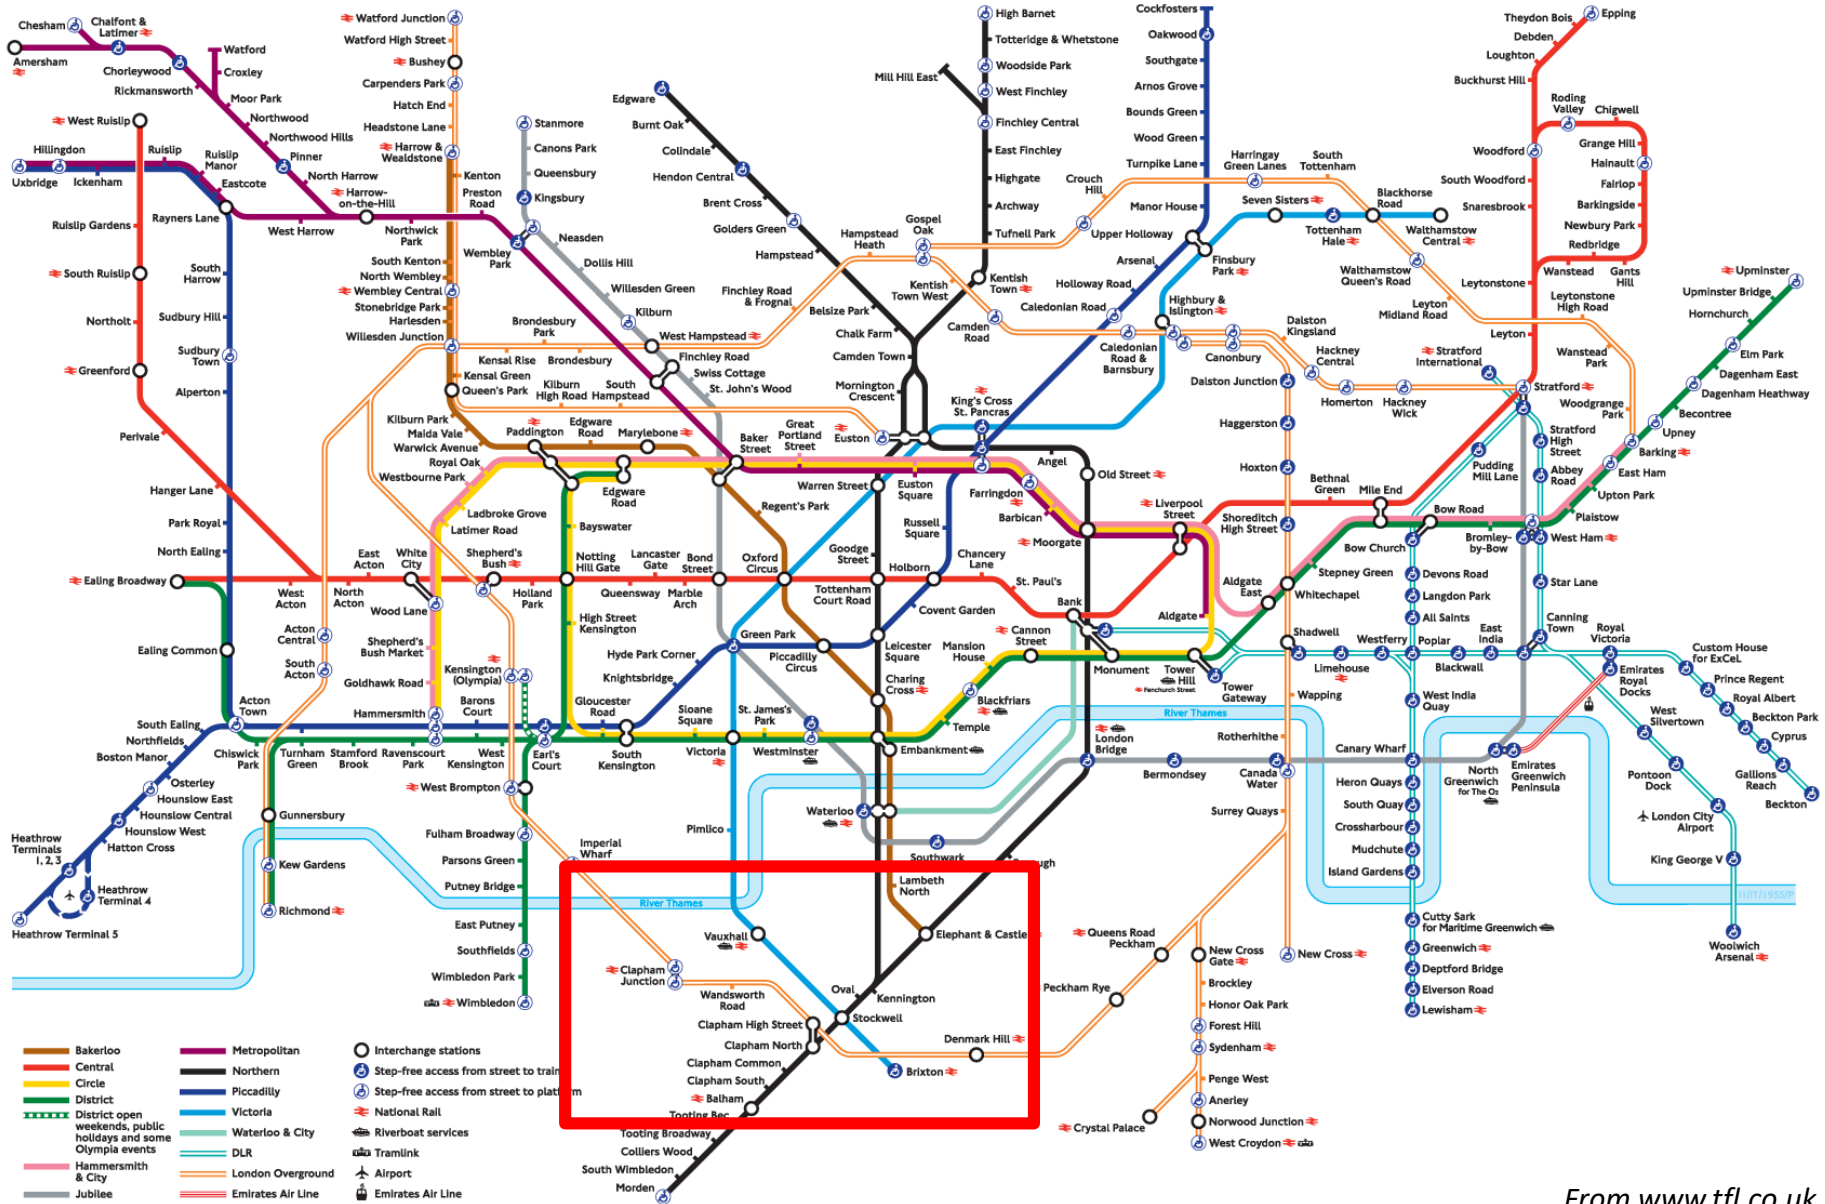 Chesham
Chalfont &
Latimer
Amersham
Chorleywood
Rickmansworth
Watford
Croxley
Moor Park
Northwood
Northwood Hills
Pinner
North Harrow
Harrow-
on-the-Hill
West Ruislip
Hillingdon
Uxbridge
Ickenham
Ruislip
Ruislip
Manor
Eastcote
Rayners Lane
West Harrow
Northwick
Park
Preston
Road
Ruislip Gardens
South Ruislip
Northolt
Greenford
Perivale
Hanger Lane
South
Harrow
Sudbury Hill
Sudbury
Town
Alperton
Park Royal
North Ealing
Ealing Broadway
Ealing Common
Watford Junction
Watford High Street
Bushey
Carpenders Park
Hatch End
Headstone Lane
Harrow &
Wealdstone
Kenton
South Kenton
North Wembley
Wembley Central
Stonebridge Park
Harlesden
Willesden Junction
Kensal Green
Queen's Park
Kilburn Park
Maida Vale
Warwick Avenue
Royal Oak
Westbourne Park
Ladbroke Grove
Latimer Road
Stanmore
Canons Park
Queensbury
Kingsbury
Wembley
Park
Neasden
Dollis Hill
Willesden Green
Kilburn
West Hampstead
Finchley Road
Swiss Cottage
St. John's Wood
Brondesbury
Park
Kensal Rise
Brondesbury
Kilburn
High Road
South
Hampstead
Finchley Road
& Frognal
Hampstead
Heath
Gospel
Oak
Edgware
Burnt Oak
Colindale
Hendon Central
Brent Cross
Golders Green
Hampstead
Belsize Park
Chalk Farm
Camden Town
Mornington
Crescent
Euston
Mill Hill East
High Barnet
Totteridge & Whetstone
Woodside Park
West Finchley
Finchley Central
East Finchley
Highgate
Archway
Tufnell Park
Kentish
Town
Kentish
Town West
Camden
Road
Cockfosters
Oakwood
Southgate
Arnos Grove
Bounds Green
Wood Green
Turnpike Lane
Manor House
Arsenal
Holloway Road
Caledonian Road
Finsbury
Park
Crouch
Hill
Upper Holloway
Harringay
Green Lanes
South
Tottenham
Seven Sisters
Tottenham
Hale
Blackhorse
Road
Walthamstow
Central
Walthamstow
Queen's Road
Leyton
Midland Road
Leytonstone
High Road
Wanstead
Park
Woodgrange
Park
Highbury &
Islington
Caledonian
Road &
Barnsbury
Canonbury
Dalston
Kingsland
Hackney
Central
Homerton
Hackney
Wick
Stratford
International
Stratford
Dalston Junction
Haggerston
Hoxton
Shoreditch
High Street
Theydon Bois
Epping
Debden
Loughton
Buckhurst Hill
Roding
Valley
Chigwell
Grange Hill
Hainault
Fairlop
Barkingside
Newbury Park
Redbridge
Gants
Hill
Wanstead
Woodford
South Woodford
Snaresbrook
Leytonstone
Leyton
Upminster
Upminster Bridge
Hornchurch
Elm Park
Dagenham East
Dagenham Heathway
Becontree
Upney
Barking
East Ham
Upton Park
Plaistow
West Ham
Bromley-
by-Bow
Bow Road
Bow Church
Stratford
High
Street
Abbey
Road
Pudding
Mill Lane
Star Lane
Canning
Town
Paddington
Edgware
Road
Marylebone
Baker
Street
Great
Portland
Street
Edgware
Road
Regent's Park
Warren Street
Euston
Square
King's Cross
St. Pancras
Angel
Old Street
Farringdon
Barbican
Moorgate
Liverpool
Street
Bethnal
Green
Mile End
Stepney Green
Whitechapel
Aldgate
East
Aldgate
Russell
Square
Goodge
Street
Chancery
Lane
St. Paul's
Bank
Holborn
Tottenham
Court Road
Oxford
Circus
Bond
Street
Marble
Arch
Lancaster
Gate
Queensway
Notting
Hill Gate
Bayswater
High Street
Kensington
Holland
Park
Shepherd's
Bush
White
City
Wood Lane
East
Acton
North
Acton
West
Acton
Acton
Central
South
Acton
Shepherd's
Bush Market
Goldhawk Road
Hammersmith
Kensington
(Olympia)
Covent Garden
Leicester
Square
Piccadilly
Circus
Green Park
Hyde Park Corner
Knightsbridge
Charing
Cross
Embankment
Temple
Blackfriars
Mansion
House
Cannon
Street
Monument
Tower
Hill
Fenchurch Street
Tower
Gateway
Shadwell
Limehouse
Westferry
Poplar
Blackwall
East
India
Devons Road
Langdon Park
All Saints
West India
Quay
Canary Wharf
Heron Quays
South Quay
Crossharbour
Mudchute
Island Gardens
Cutty Sark
for Maritime Greenwich
Greenwich
Deptford Bridge
Elverson Road
Lewisham
Royal
Victoria
Emirates
Royal
Docks
Custom House
for ExCeL
Prince Regent
Royal Albert
Beckton Park
Cyprus
Gallions
Reach
Beckton
West
Silvertown
Pontoon
Dock
London City
Airport
King George V
Woolwich
Arsenal
North
Greenwich
for The O2
Emirates
Greenwich
Peninsula
Acton
Town
South Ealing
Northfields
Boston Manor
Osterley
Hounslow East
Hounslow Central
Hounslow West
Hatton Cross
Heathrow
Terminals
1, 2, 3
Heathrow
Terminal 4
Heathrow Terminal 5
Chiswick
Park
Turnham
Green
Stamford
Brook
Ravenscourt
Park
Barons
Court
West
Kensington
Earl's
Court
Gloucester
Road
South
Kensington
Sloane
Square
Victoria
St. James's
Park
Westminster
Gunnersbury
Kew Gardens
Richmond
West Brompton
Fulham Broadway
Parsons Green
Putney Bridge
East Putney
Southfields
Wimbledon Park
Wimbledon
Imperial
Wharf
Pimlico
River Thames
River Thames
Waterloo
Southwark
London
Bridge
Bermondsey
Canada
Water
Wapping
Rotherhithe
Surrey Quays
Lambeth
North
Elephant & Castle
Vauxhall
Clapham
Junction
Wandsworth
Road
Oval
Kennington
Stockwell
Clapham High Street
Clapham North
Clapham Common
Clapham South
Balham
Tooting Bec
Tooting Broadway
Colliers Wood
South Wimbledon
Morden
Brixton
Denmark Hill
Peckham Rye
Queens Road
Peckham
New Cross
Gate
New Cross
Brockley
Honor Oak Park
Forest Hill
Sydenham
Penge West
Anerley
Norwood Junction
West Croydon
Crystal Palace
Bakerloo
Central
Circle
District
District open
weekends, public
holidays and some
Olympia events
Hammersmith
& City
Jubilee
Metropolitan
Northern
Piccadilly
Victoria
Waterloo & City
DLR
London Overground
Emirates Air Line
Interchange stations
Step-free access from street to train
Step-free access from street to platform
National Rail
Riverboat services
Tramlink
Airport
Emirates Air Line
From www.tfl.co.uk